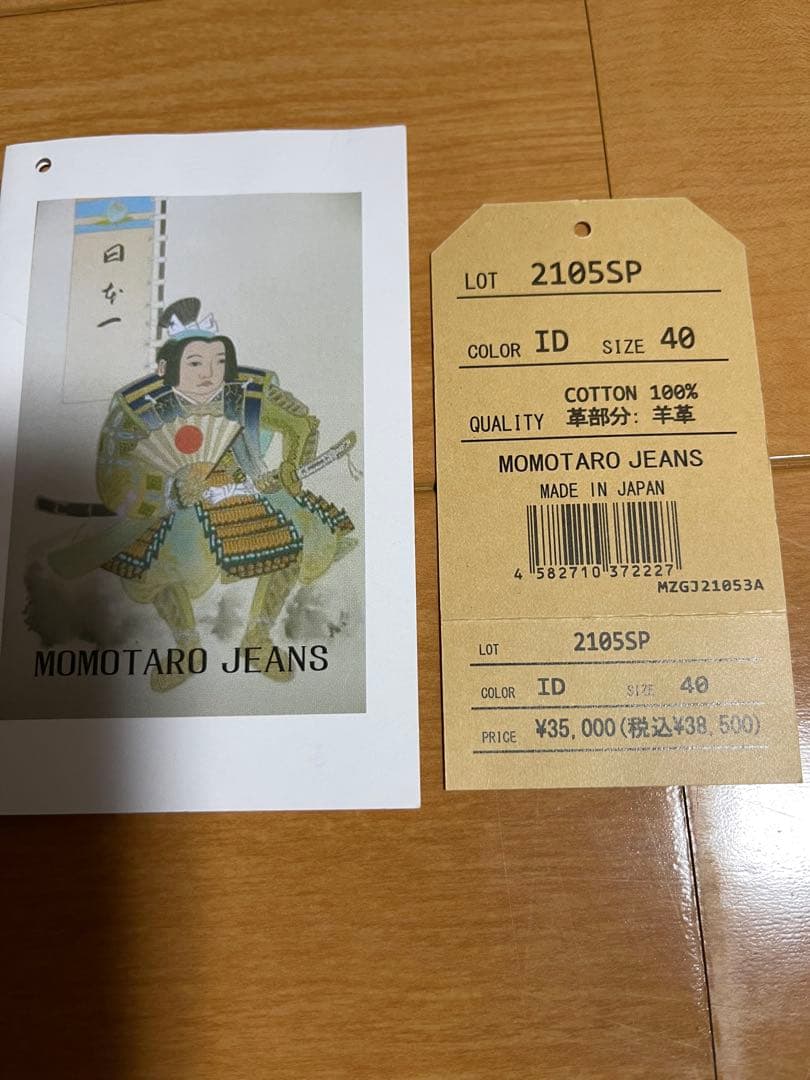 日本一
MOMOTARO JEANS
LOT 2105SP
COLOR ID SIZE 40
QUALITY COTTON 100%
革部分: 羊革
MOMOTARO JEANS
MADE IN JAPAN
4 582710 372227
MZGJ21053A
LOT 2105SP
COLOR ID SIZE 40
PRICE ¥35,000(税込¥38,500)